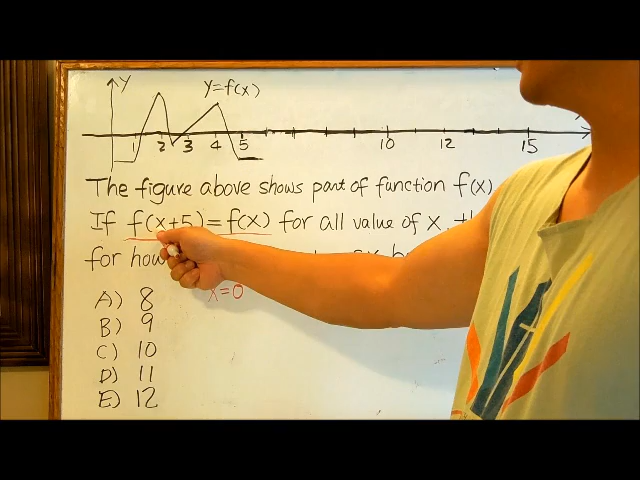 y y=f(x)
1 2 3 4 5 10 12 15
The figure above shows part of function f(x)
If f(x+5)=f(x) for all value of x
for how
x=0
A) 8
B) 9
C) 10
D) 11
E) 12